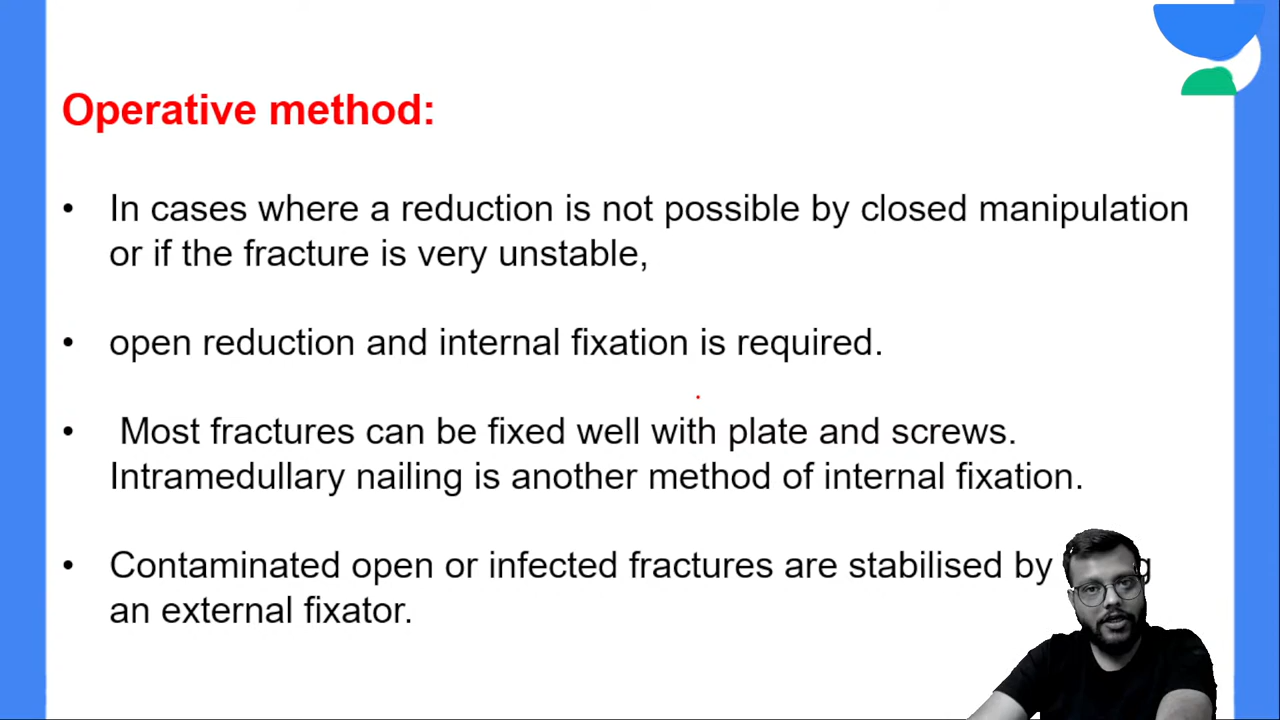 Operative method:
• In cases where a reduction is not possible by closed manipulation
or if the fracture is very unstable,
• open reduction and internal fixation is required.
• Most fractures can be fixed well with plate and screws.
Intramedullary nailing is another method of internal fixation.
• Contaminated open or infected fractures are stabilised by
an external fixator.